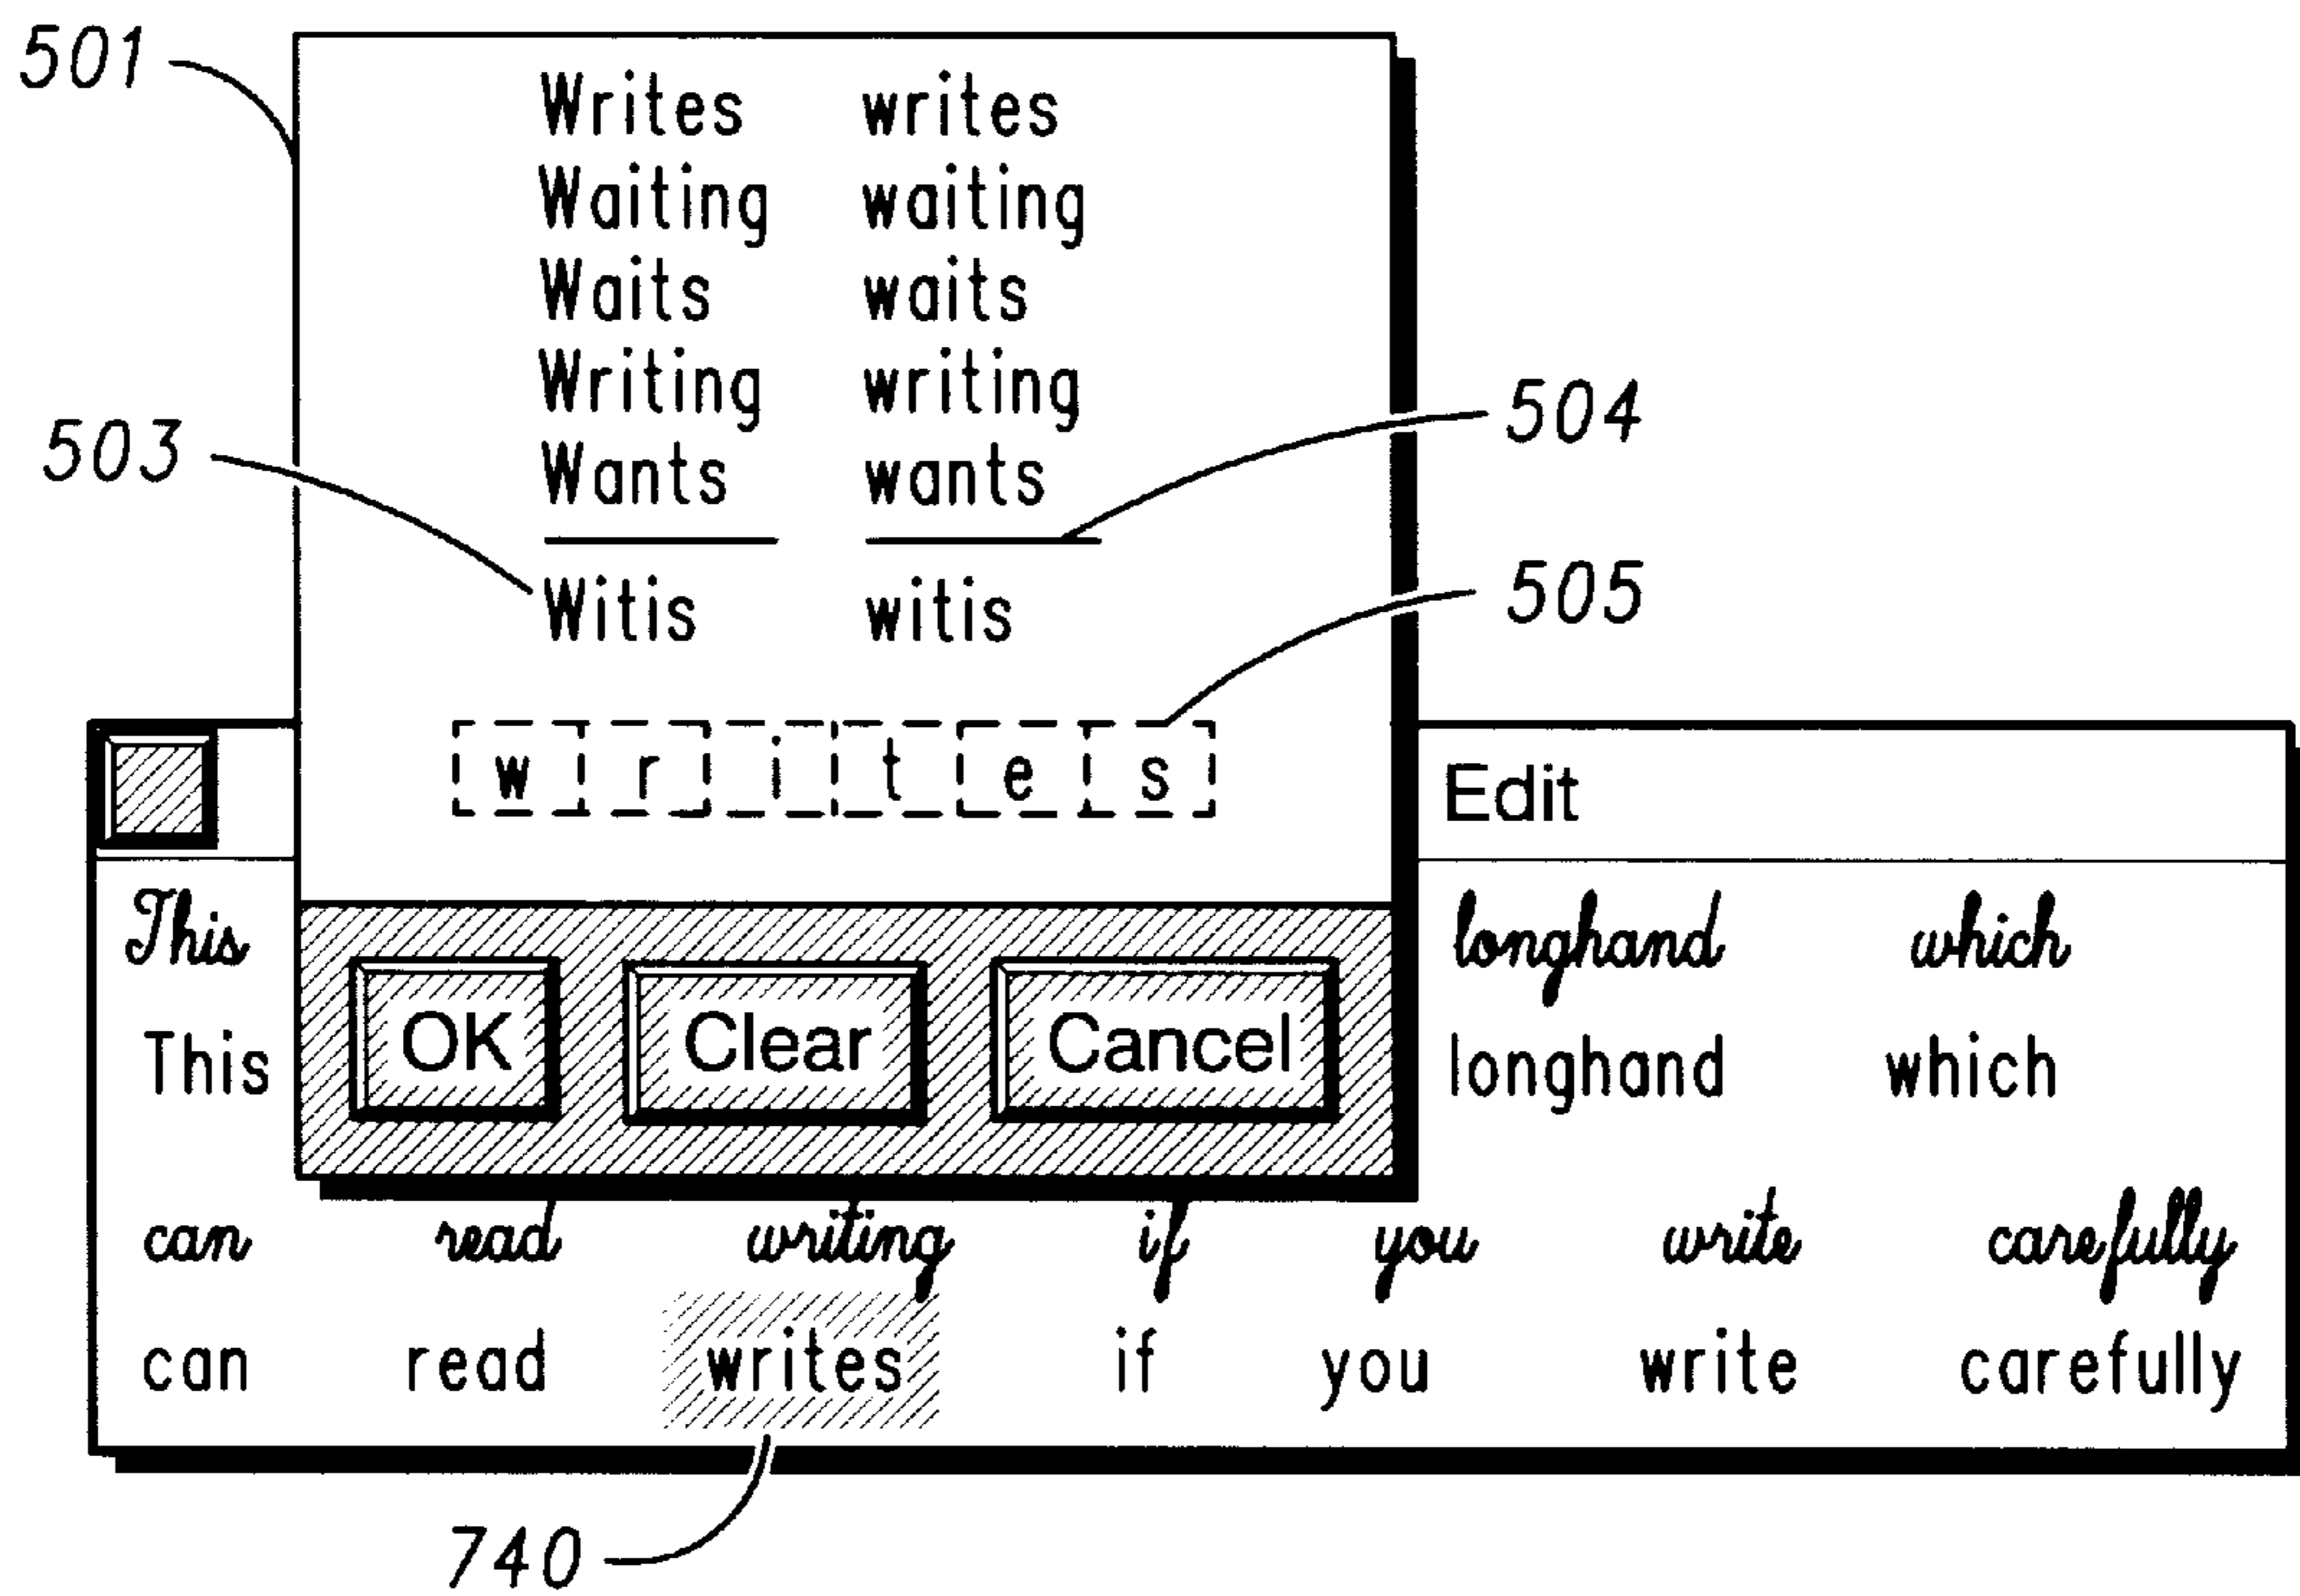 501
Writes writes
Waiting waiting
Waits waits
Writing writing
503
504
Wants wants
Witis witis
505
w r i t e s
Edit
This longhand which
OK Clear Cancel
This longhand which
can read writing if you write carefully
can read writes if you write carefully
740